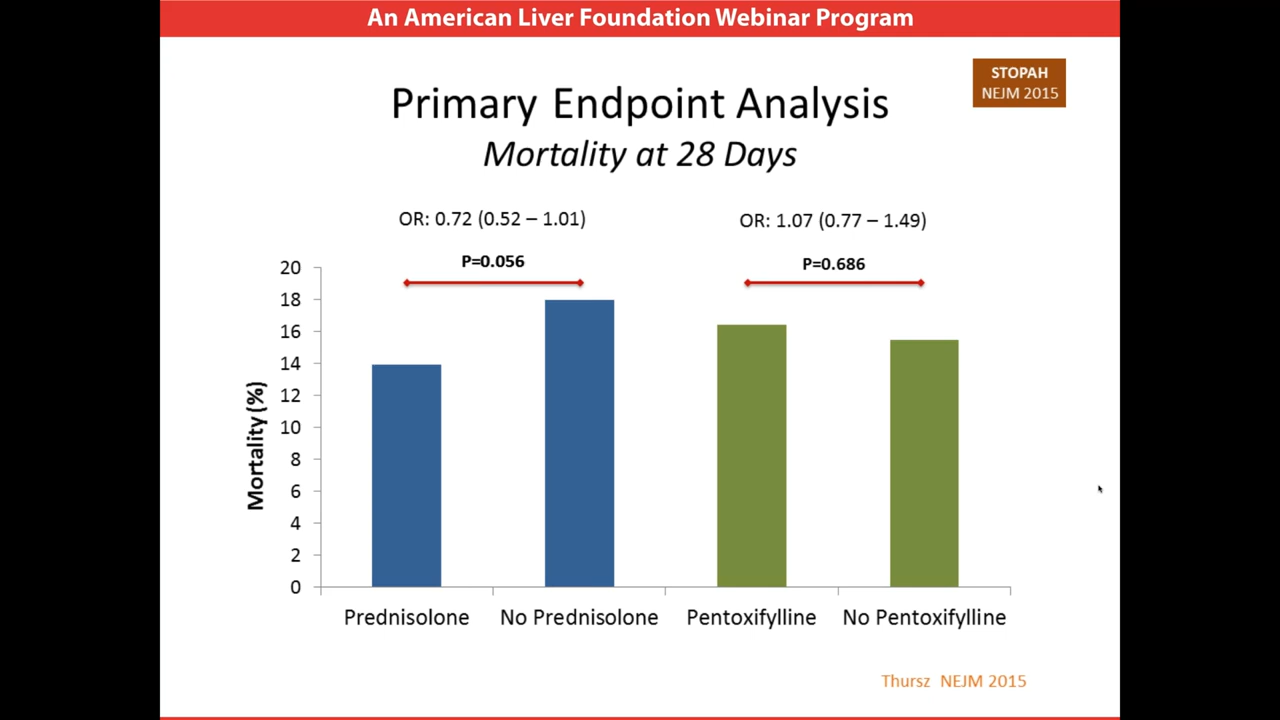 An American Liver Foundation Webinar Program
STOPAH
NEJM 2015
Primary Endpoint Analysis
Mortality at 28 Days
OR: 0.72 (0.52 – 1.01)
OR: 1.07 (0.77 – 1.49)
P=0.056
P=0.686
20
18
16
14
12
10
8
6
4
2
0
Mortality (%)
Prednisolone
No Prednisolone
Pentoxifylline
No Pentoxifylline
Thursz NEJM 2015